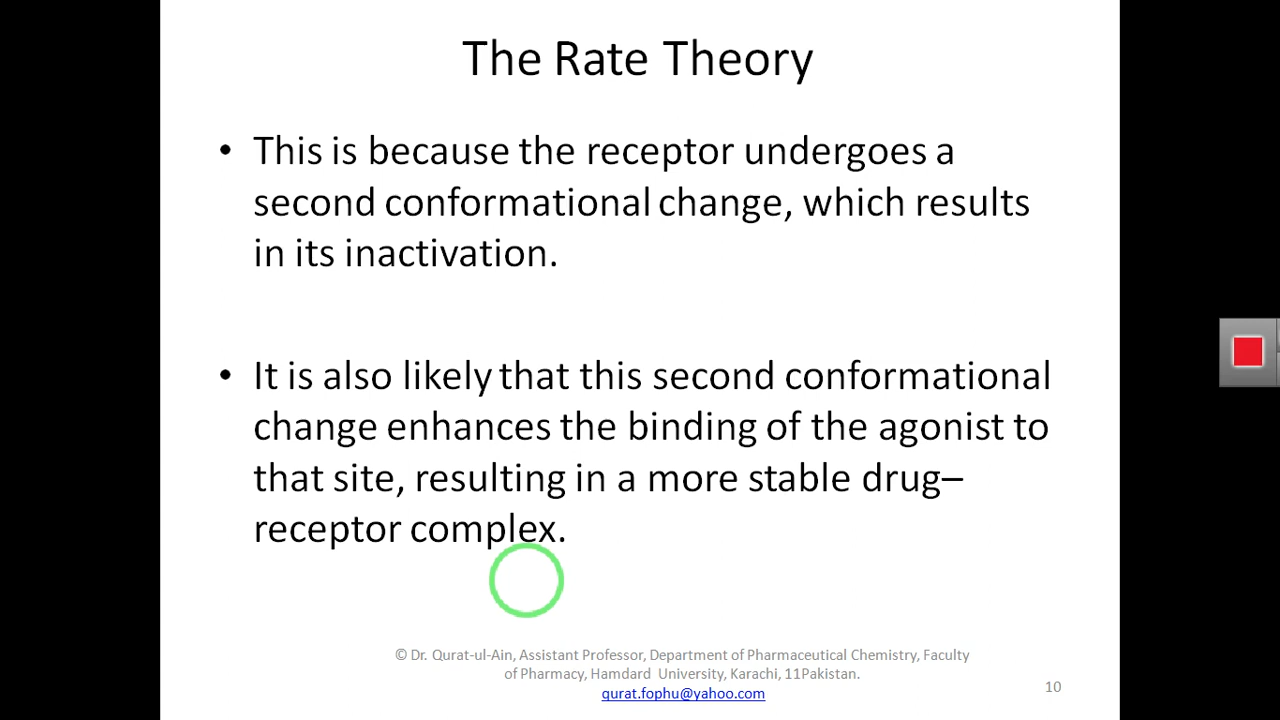 The Rate Theory
• This is because the receptor undergoes a
second conformational change, which results
in its inactivation.
• It is also likely that this second conformational
change enhances the binding of the agonist to
that site, resulting in a more stable drug–
receptor complex.
© Dr. Qurat-ul-Ain, Assistant Professor, Department of Pharmaceutical Chemistry, Faculty
of Pharmacy, Hamdard  University, Karachi, 11Pakistan.
qurat.fophu@yahoo.com
10